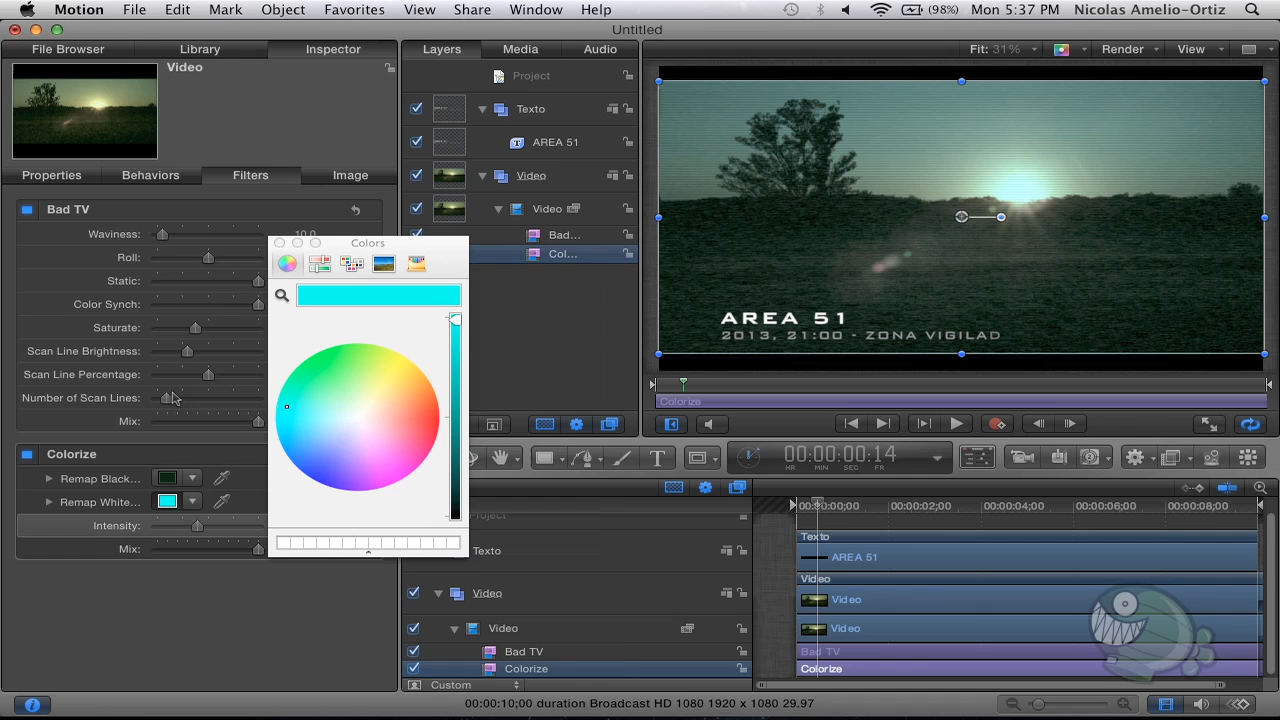 Motion File Edit Mark Object Favorites View Share Window Help (98%) Mon 5:37 PM Nicolas Amelio-Ortiz
Untitled
File Browser Library Inspector Layers Media Audio Fit: 31% Render View
Video
Project
Texto
AREA 51
Properties Behaviors Filters Image
Video
Bad TV
Video
Waviness: 10.0
Bad...
Roll:
Col...
Colors
Static:
Color Synch:
Saturate:
AREA 51
2013, 21:00 - ZONA VIGILAD
Scan Line Brightness:
Scan Line Percentage:
Number of Scan Lines:
Colorize
Mix:
Colorize
00:00:00:14
HR MIN SEC FR
Remap Black...
Remap White...
Project
00:00:00;00 00:00:02;00 00:00:04;00 00:00:06;00 00:00:08;00
Intensity:
Texto
Mix:
Texto
AREA 51
Video
Video
Video
Video
Video
Bad TV
Bad TV
Colorize
Colorize
Custom
0:00:10;00 duration Broadcast HD 1080 1920 x 1080 29.97